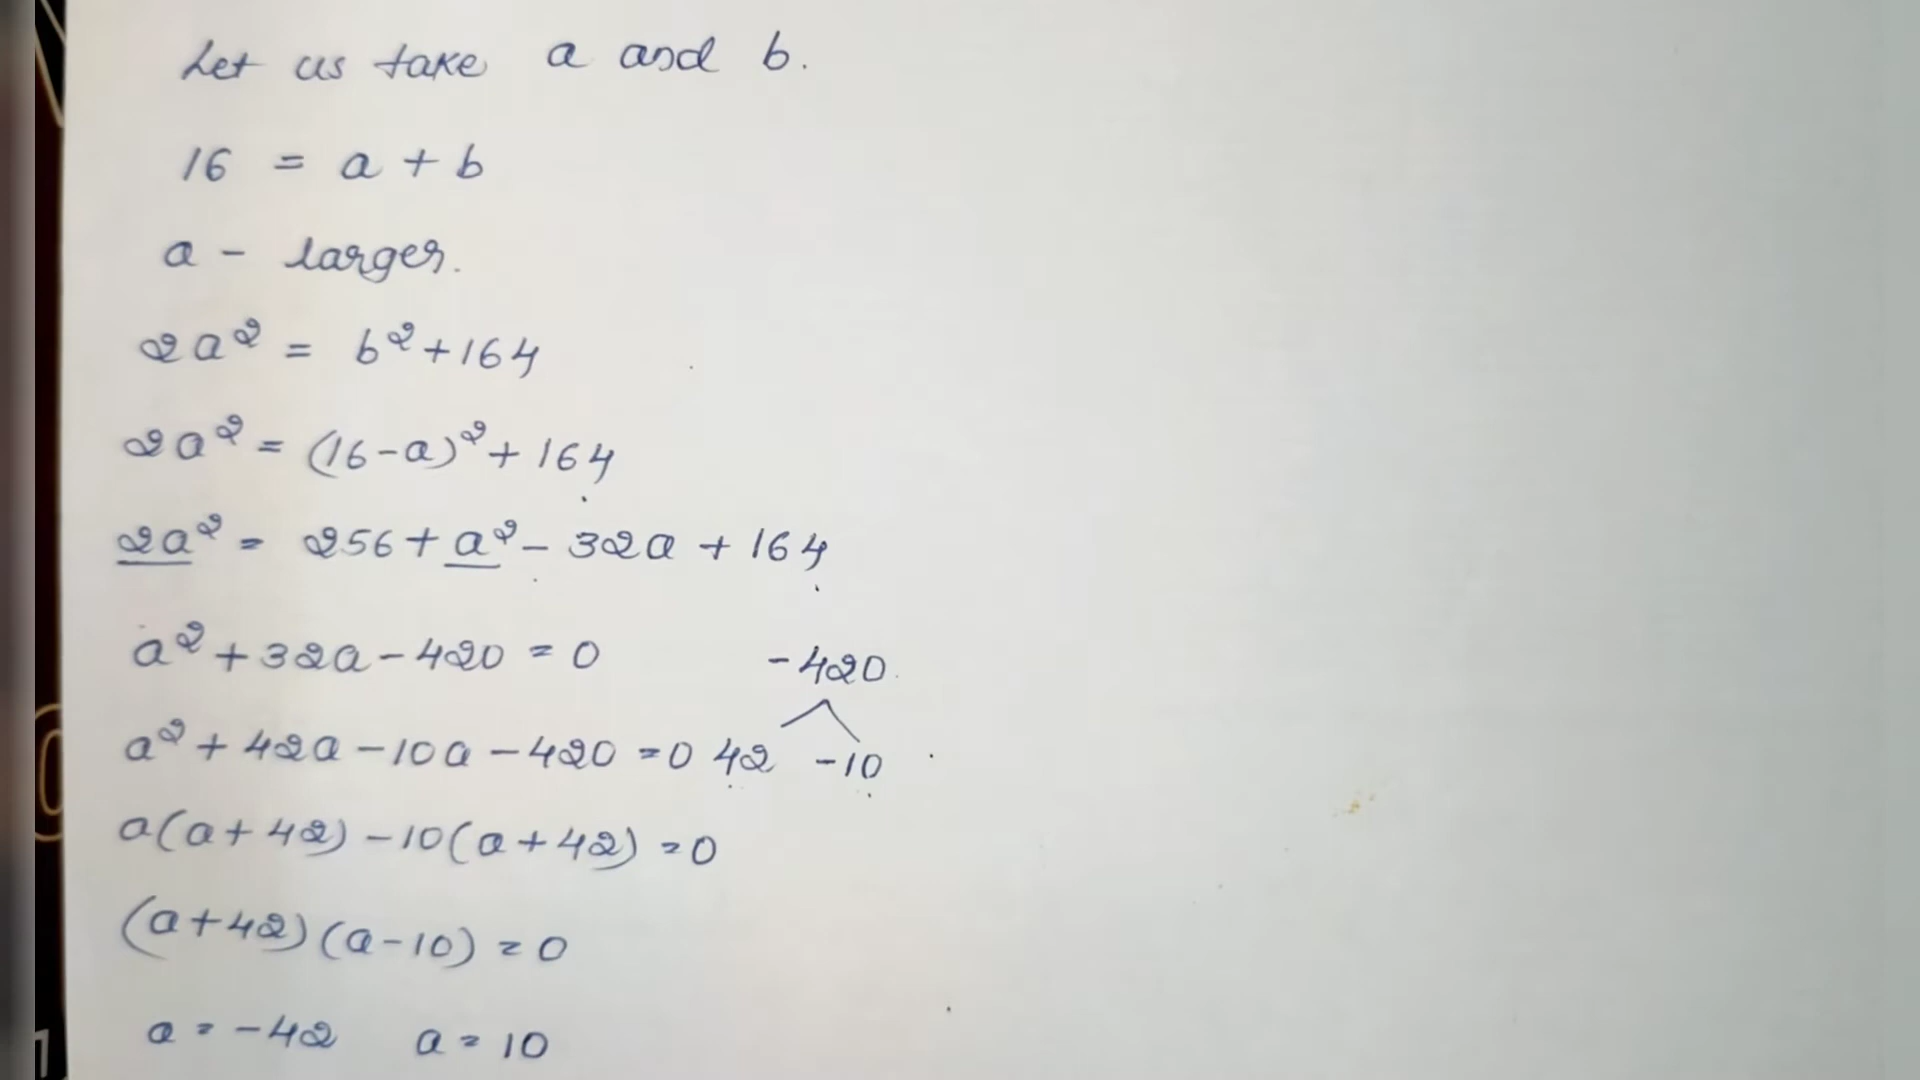 Let us take a and b.
16 = a + b
a - larger.
2a² = b² + 164
2a² = (16-a)² + 164
2a² = 256 + a² - 32a + 164
a² + 32a - 420 = 0
-420
a² + 42a - 10a - 420 = 0
42 -10
a(a+42) - 10(a+42) = 0
(a+42)(a-10) = 0
a = -42 a = 10